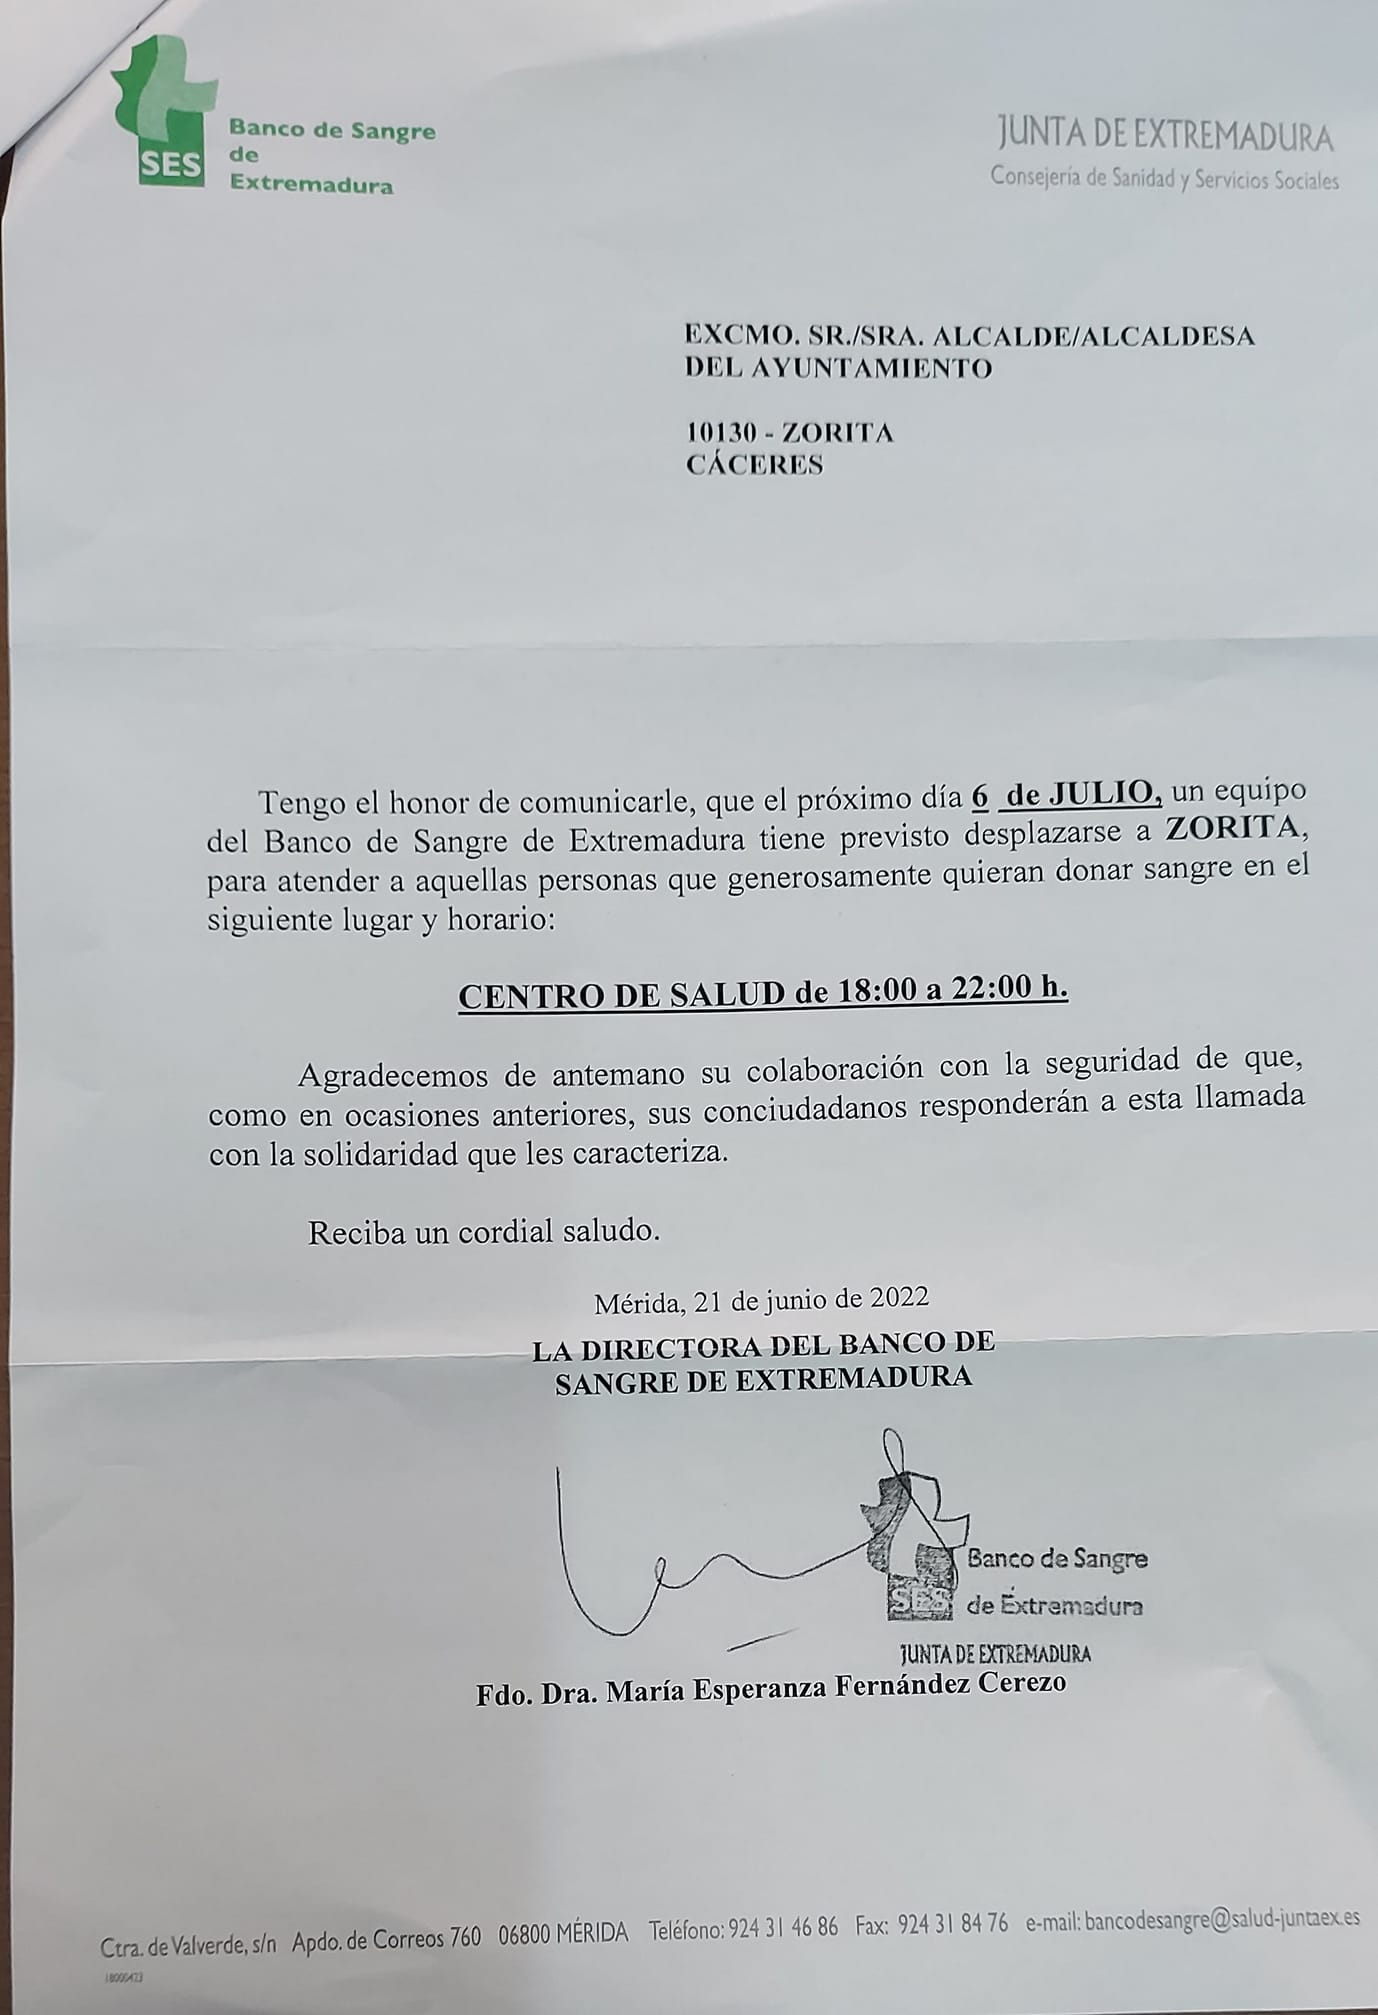 Banco de Sangre
de
Extremadura
SES
JUNTA DE EXTREMADURA
Consejería de Sanidad y Servicios Sociales
EXCMO. SR./SRA. ALCALDE/ALCALDESA
DEL AYUNTAMIENTO
10130 - ZORITA
CÁCERES
Tengo el honor de comunicarle, que el próximo día 6 de JULIO, un equipo
del Banco de Sangre de Extremadura tiene previsto desplazarse a ZORITA,
para atender a aquellas personas que generosamente quieran donar sangre en el
siguiente lugar y horario:
CENTRO DE SALUD de 18:00 a 22:00 h.
Agradecemos de antemano su colaboración con la seguridad de que,
como en ocasiones anteriores, sus conciudadanos responderán a esta llamada
con la solidaridad que les caracteriza.
Reciba un cordial saludo.
Mérida, 21 de junio de 2022
LA DIRECTORA DEL BANCO DE
SANGRE DE EXTREMADURA
Banco de Sangre
SES de Extremadura
JUNTA DE EXTREMADURA
Fdo. Dra. María Esperanza Fernández Cerezo
Ctra. de Valverde, s/n Apdo. de Correos 760 06800 MÉRIDA Teléfono: 924 31 46 86 Fax: 924 31 84 76 e-mail: bancodesangre@salud-juntaex.es